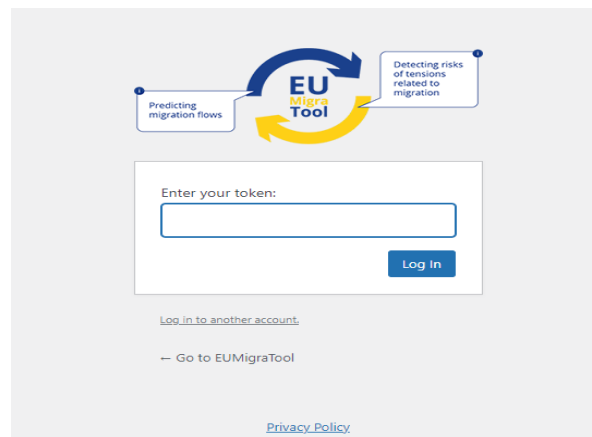 Detecting risks
of tensions
related to
migration
Predicting
migration flows
EU
Migra
Tool
Enter your token:
Log In
Log in to another account.
← Go to EUMigraTool
Privacy Policy